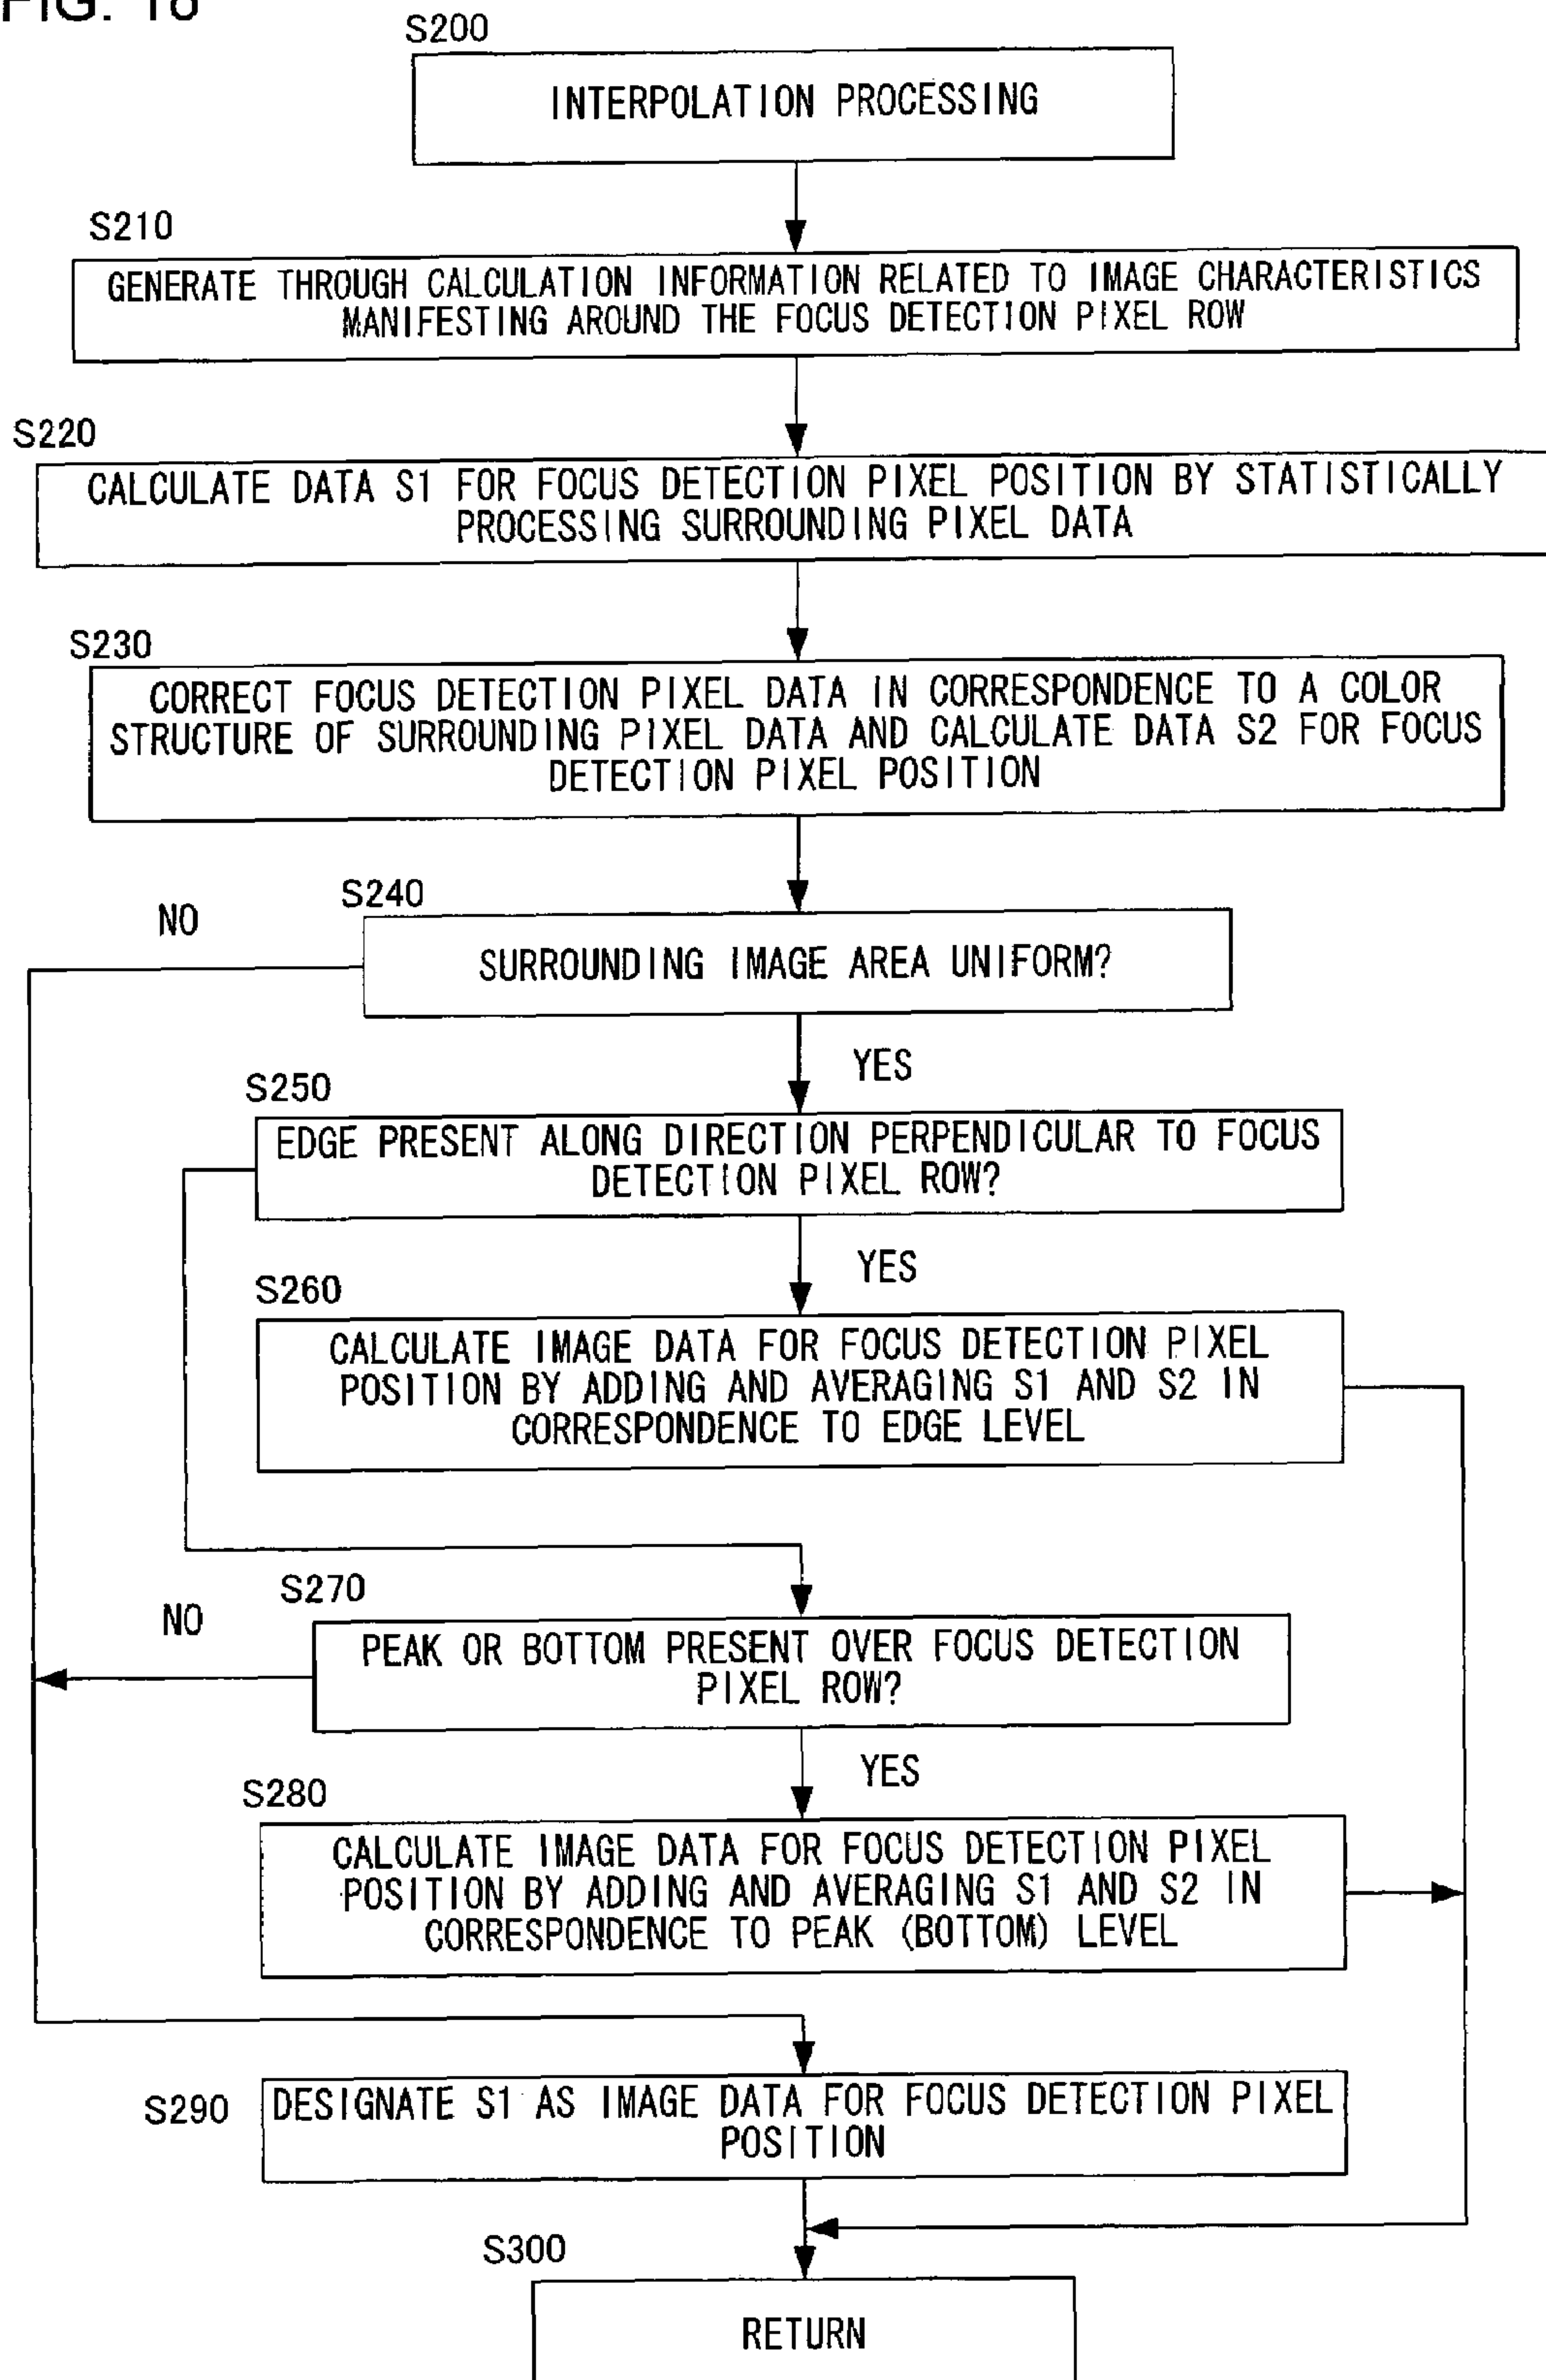 S200
INTERPOLATION PROCESSING
S210
GENERATE THROUGH CALCULATION INFORMATION RELATED TO IMAGE CHARACTERISTICS
MANIFESTING AROUND THE FOCUS DETECTION PIXEL ROW
S220
CALCULATE DATA S1 FOR FOCUS DETECTION PIXEL POSITION BY STATISTICALLY
PROCESSING SURROUNDING PIXEL DATA
S230
CORRECT FOCUS DETECTION PIXEL DATA IN CORRESPONDENCE TO A COLOR
STRUCTURE OF SURROUNDING PIXEL DATA AND CALCULATE DATA S2 FOR FOCUS
DETECTION PIXEL POSITION
S240
NO
SURROUNDING IMAGE AREA UNIFORM?
YES
S250
EDGE PRESENT ALONG DIRECTION PERPENDICULAR TO FOCUS
DETECTION PIXEL ROW?
YES
S260
CALCULATE IMAGE DATA FOR FOCUS DETECTION PIXEL
POSITION BY ADDING AND AVERAGING S1 AND S2 IN
CORRESPONDENCE TO EDGE LEVEL
S270
NO
PEAK OR BOTTOM PRESENT OVER FOCUS DETECTION
PIXEL ROW?
YES
S280
CALCULATE IMAGE DATA FOR FOCUS DETECTION PIXEL
POSITION BY ADDING AND AVERAGING S1 AND S2 IN
CORRESPONDENCE TO PEAK (BOTTOM) LEVEL
S290
DESIGNATE S1 AS IMAGE DATA FOR FOCUS DETECTION PIXEL
POSITION
S300
RETURN